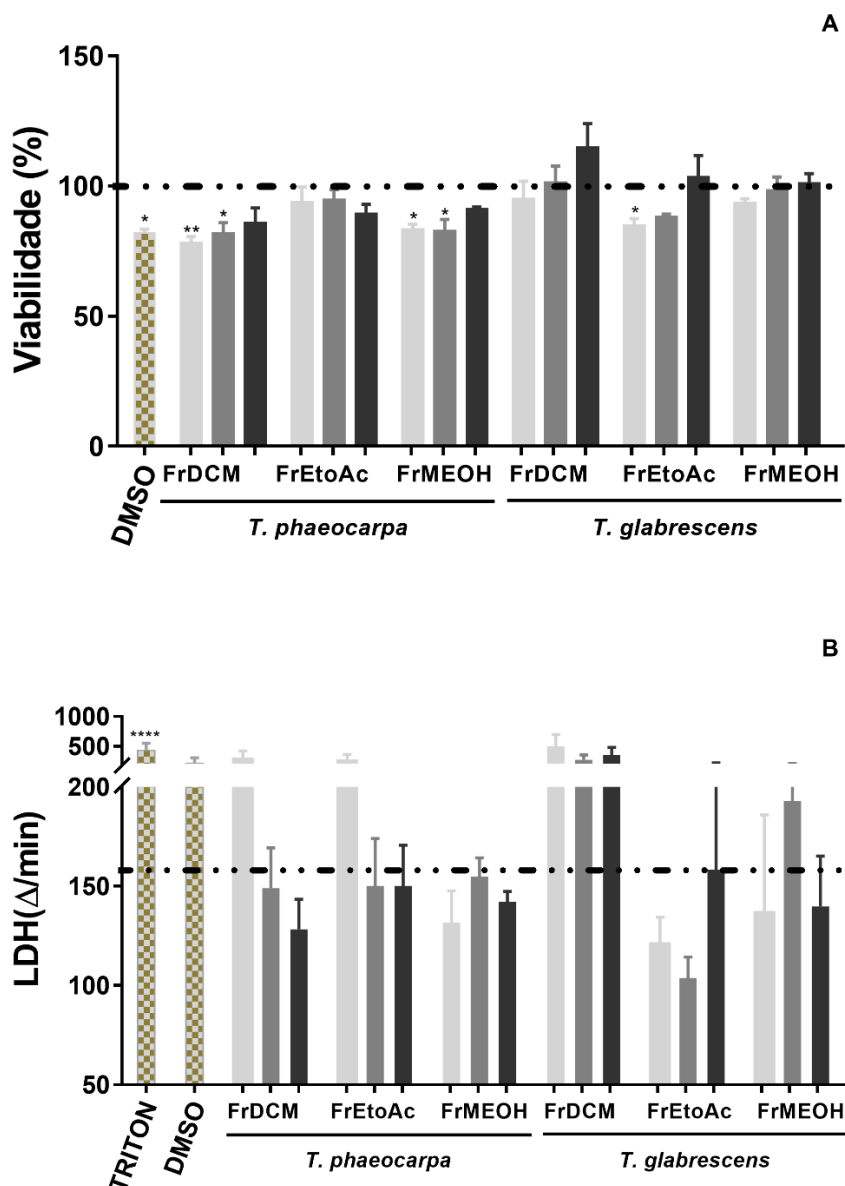 A
Viabilidade (%)
150
100
50
0
*
**
*
*
*
*
DMSO
FrDCM
FrEtoAc
FrMEOH
FrDCM
FrEtoAc
FrMEOH
T. phaeocarpa
T. glabrescens
B
LDH(Δ/min)
1000
500
200
150
100
50
****
TRITON
DMSO
FrDCM
FrEtoAc
FrMEOH
FrDCM
FrEtoAc
FrMEOH
T. phaeocarpa
T. glabrescens